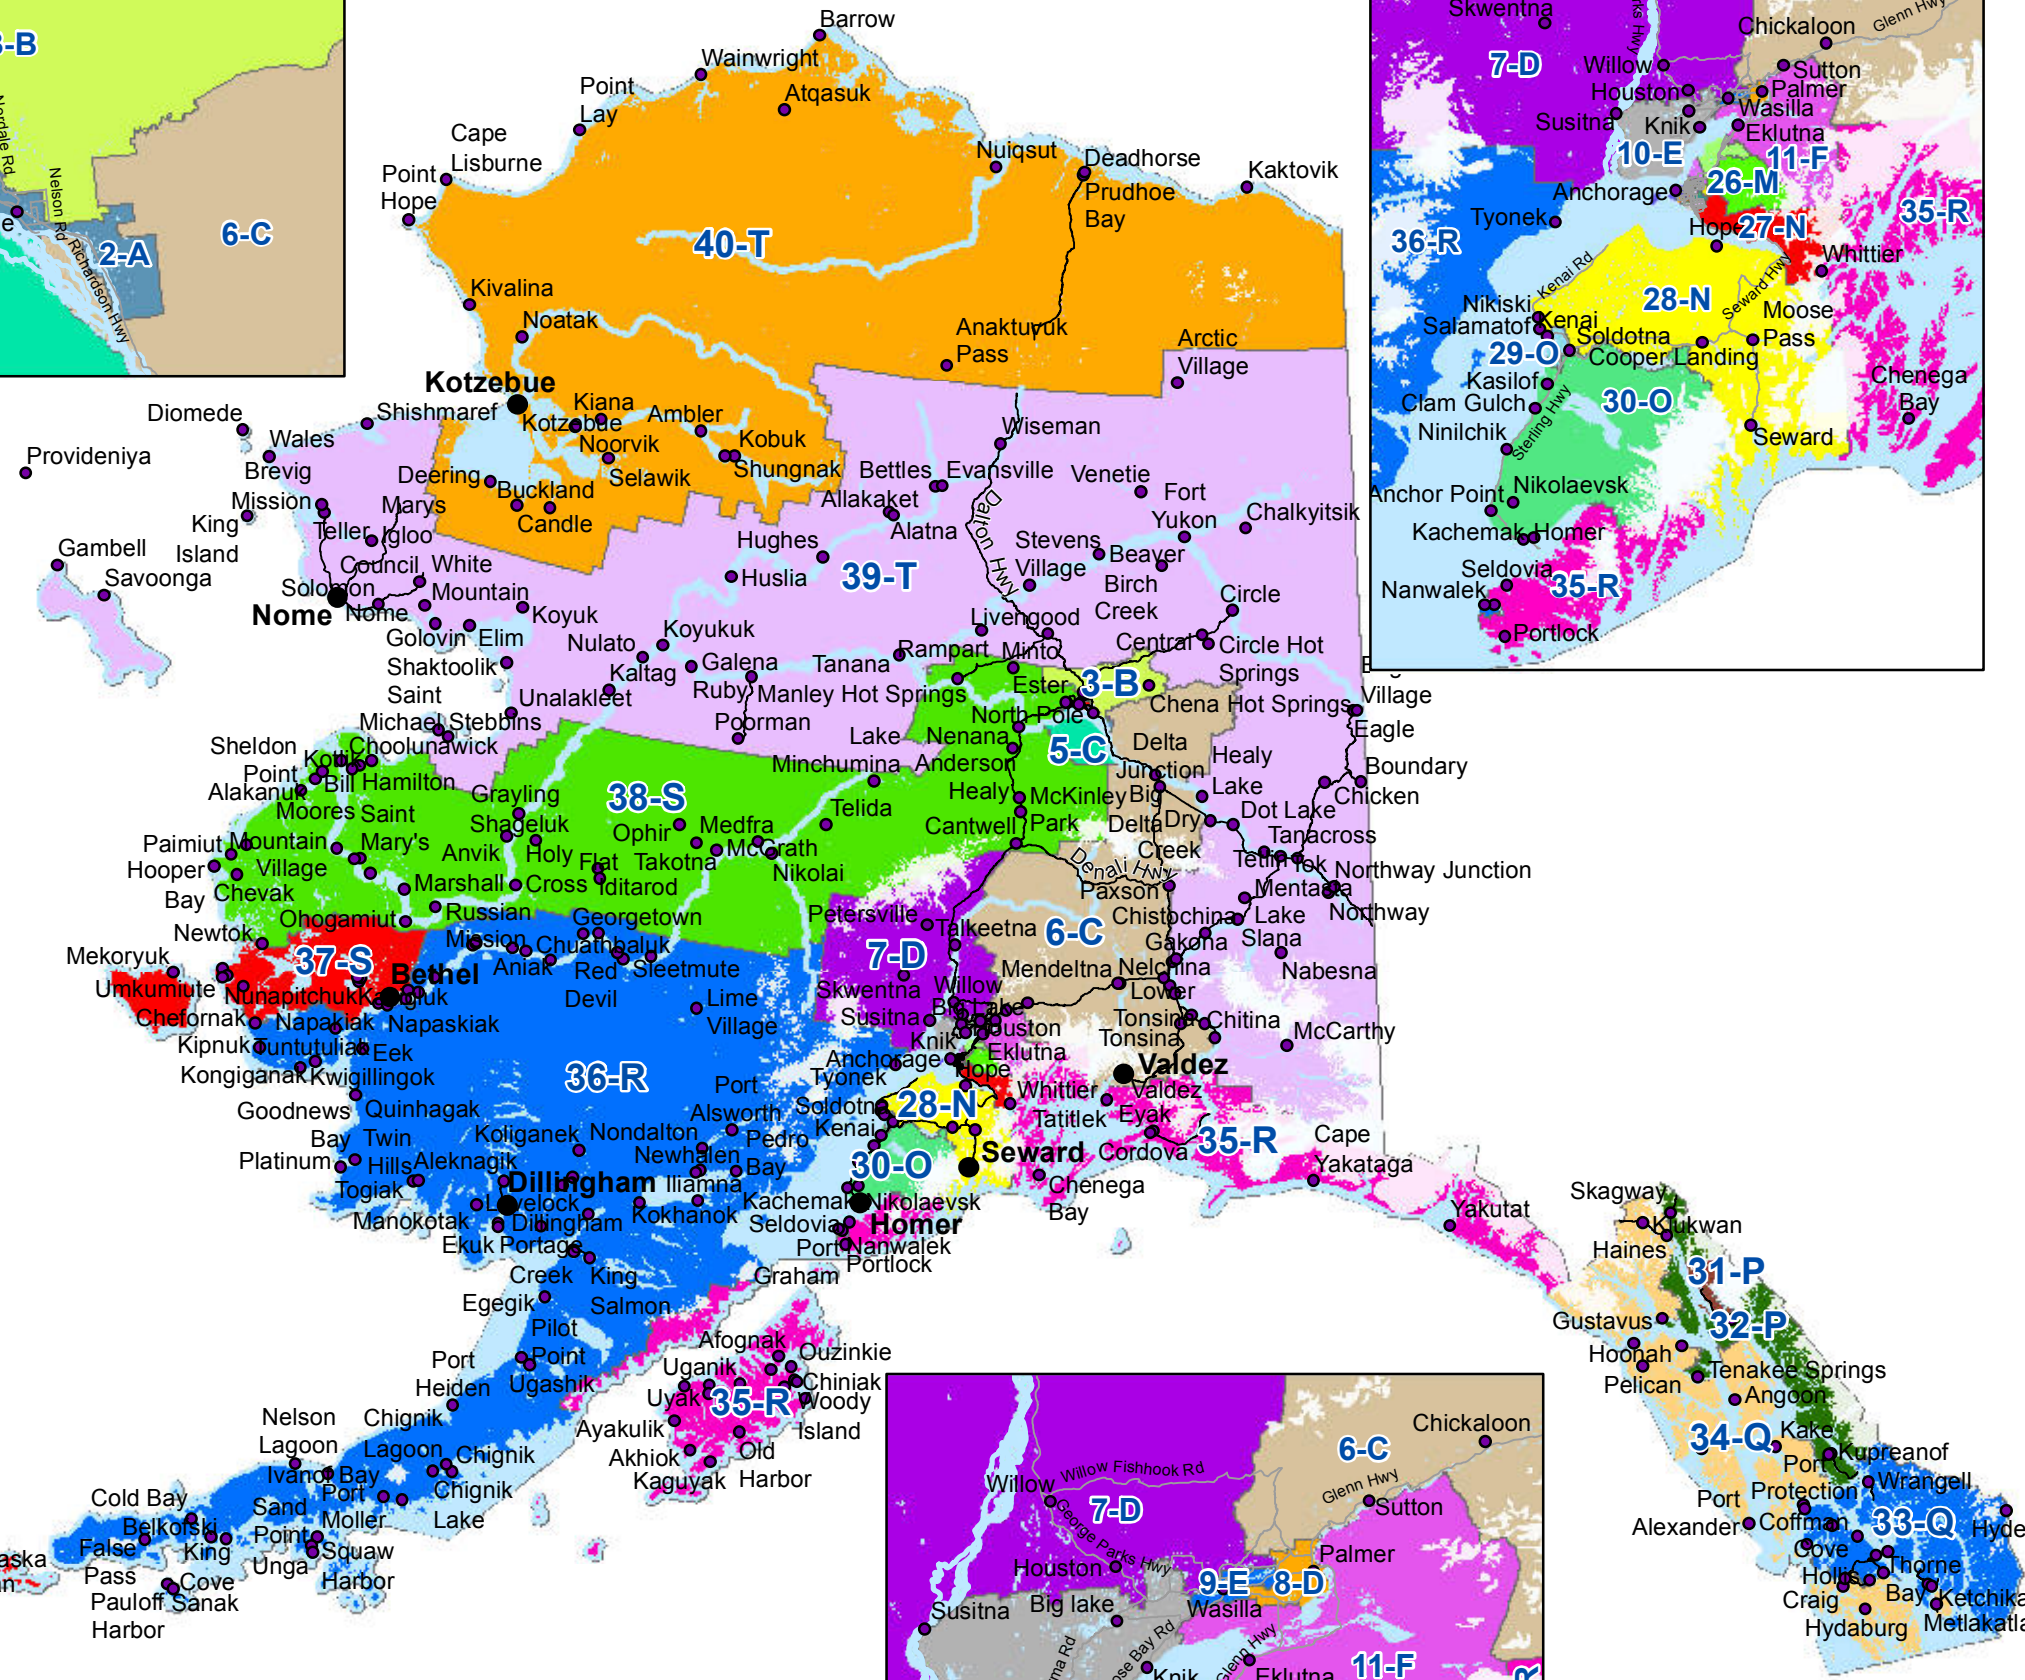 Barrow
Wainwright
Point
Lay
Atqasuk
Cape
Lisburne
Point
Hope
Nuiqsut
Deadhorse
Prudhoe
Bay
Kaktovik
40-T
Kivalina
Noatak
Anaktuvuk
Pass
Arctic
Village
Kotzebue
Kotzebue
Kiana
Ambler
Noorvik
Kobuk
Shungnak
Selawik
Deering
Buckland
Candle
Diomede
Shishmaref
Wales
Provideniya
Brevig
Mission
King
Island
Teller
Marys
Igloo
Council
White
Mountain
Solomon
Nome
Nome
Gambell
Savoonga
Golovin
Elim
Koyuk
Shaktoolik
Saint
Michael
Stebbins
Unalakleet
Wiseman
Bettles
Evansville
Venetie
Allakaket
Alatna
Fort
Yukon
Chalkyitsik
Dalton Hwy
Hughes
Huslia
39-T
Stevens
Village
Beaver
Birch
Creek
Circle
Livengood
Central
Circle Hot
Springs
Nulato
Koyukuk
Kaltag
Galena
Ruby
Tanana
Rampart
Minto
Manley Hot Springs
Poorman
Ester
3-B
Chena Hot Springs
North Pole
Village
Eagle
Lake
Minchumina
Nenana
Anderson
5-C
Delta
Junction
Healy
Lake
Boundary
Chicken
Sheldon
Point
Kotlik
Choolunawick
Alakanuk
Bill
Moores
Hamilton
Saint
Mary's
Grayling
Shageluk
Anvik
Holy
Cross
38-S
Ophir
Medfra
Telida
McGrath
Takotna
Nikolai
Flat
Iditarod
Healy
McKinley
Park
Cantwell
Big
Delta
Dry
Creek
Dot Lake
Tanacross
Tetlin
Tok
Northway Junction
Northway
Mentasta
Lake
Denali Hwy
Paxson
Paimiut
Mountain
Village
Hooper
Bay
Chevak
Marshall
Ohogamiut
Russian
Mission
Newtok
Mekoryuk
Umkumiute
37-S
Bethel
Nunapitchuk
Chefornak
Napakiak
Napaskiak
Kipnuk
Tuntutuliak
Eek
Kongiganak
Kwigillingok
Georgetown
Chuathbaluk
Aniak
Red
Devil
Sleetmute
Lime
Village
Petersville
Talkeetna
7-D
Skwentna
Willow
Susitna
Big Lake
Houston
Knik
Eklutna
Anchorage
Hope
Tyonek
6-C
Chistochina
Gakona
Slana
Nabesna
Mendeltna
Nelchina
Lower
Tonsina
Tonsina
Chitina
McCarthy
Valdez
Valdez
Whittier
Tatitlek
Eyak
Cordova
35-R
Cape
Yakataga
Yakutat
36-R
Goodnews
Bay
Quinhagak
Platinum
Twin
Hills
Togiak
Koliganek
Aleknagik
Nondalton
Port
Alsworth
Pedro
Bay
Newhalen
Iliamna
Kokhanok
Dillingham
Levelock
Dillingham
Manokotak
Ekuk
Portage
Creek
King
Salmon
Egegik
Soldotna
Kenai
28-N
30-O
Seward
Chenega
Bay
Kachemak
Nikolaevsk
Homer
Seldovia
Port
Graham
Nanwalek
Portlock
Pilot
Point
Ugashik
Port
Heiden
Chignik
Lagoon
Chignik
Chignik
Lake
Nelson
Lagoon
Ivanof Bay
Port
Moller
Cold Bay
Belkofski
False
Pass
King
Cove
Sand
Point
Unga
Squaw
Harbor
Pauloff
Harbor
Sanak
Afognak
Ouzinkie
Uganik
Chiniak
Uyak
35-R
Woody
Island
Ayakulik
Akhiok
Old
Harbor
Kaguyak
Skagway
Klukwan
Haines
31-P
32-P
Gustavus
Hoonah
Pelican
Tenakee Springs
Angoon
34-Q
Kake
Kupreanof
Port
Protection
Wrangell
Port
Alexander
Coffman
Cove
33-Q
Hyde
Hollis
Thorne
Bay
Craig
Ketchika
Hydaburg
Metlakatla
3-B
Nordale Rd
Nelson Rd
2-A
Richardson Hwy
6-C
Skwentna
Chickaloon
Glenn Hwy
7-D
Willow
Sutton
Houston
Palmer
Wasilla
Susitna
Knik
Eklutna
10-E
11-F
Anchorage
26-M
Tyonek
Hope
27-N
35-R
36-R
Whittier
Kenai Rd
Seward Hwy
Nikiski
28-N
Salamatof
Kenai
Soldotna
Moose
Pass
29-O
Cooper Landing
Kasilof
Clam Gulch
30-O
Chenega
Bay
Ninilchik
Sterling Hwy
Seward
Anchor Point
Nikolaevsk
Kachemak
Homer
Seldovia
Nanwalek
35-R
Portlock
Chickaloon
6-C
Willow
Willow Fishhook Rd
Glenn Hwy
Sutton
7-D
George Parks Hwy
Houston
Palmer
9-E
8-D
Susitna
Big lake
Wasilla
Glenn Hwy
Knik
Eklutna
11-F